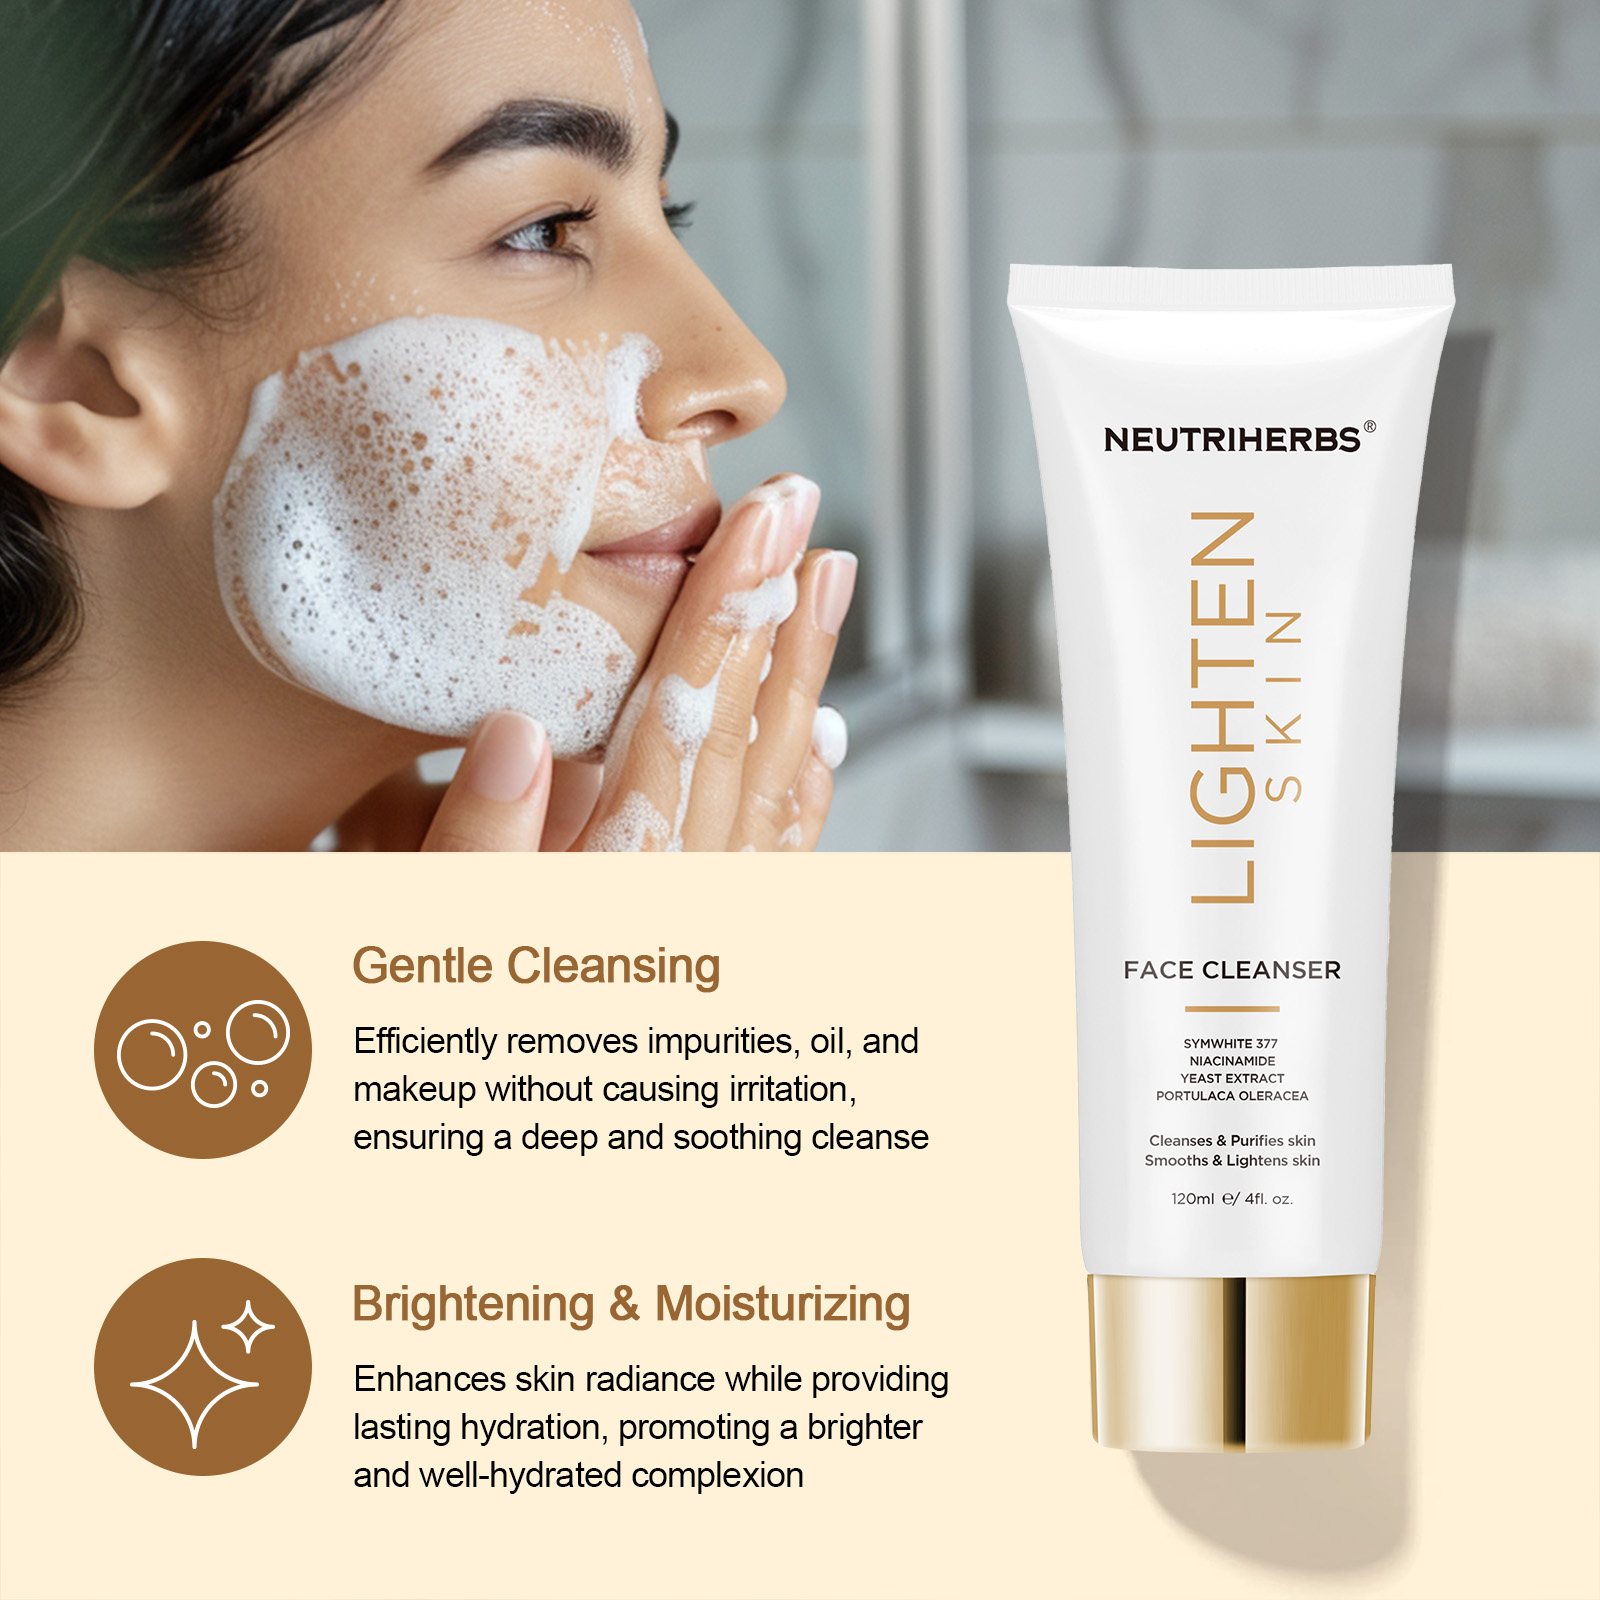 NEUTRIHERBS®
LIGHTEN
SKIN
FACE CLEANSER
SYMWHITE 377
NIACINAMIDE
YEAST EXTRACT
PORTULACA OLERACEA
Cleanses & Purifies skin
Smooths & Lightens skin
120ml ℮/ 4fl. oz.
Gentle Cleansing
Efficiently removes impurities, oil, and
makeup without causing irritation,
ensuring a deep and soothing cleanse
Brightening & Moisturizing
Enhances skin radiance while providing
lasting hydration, promoting a brighter
and well-hydrated complexion